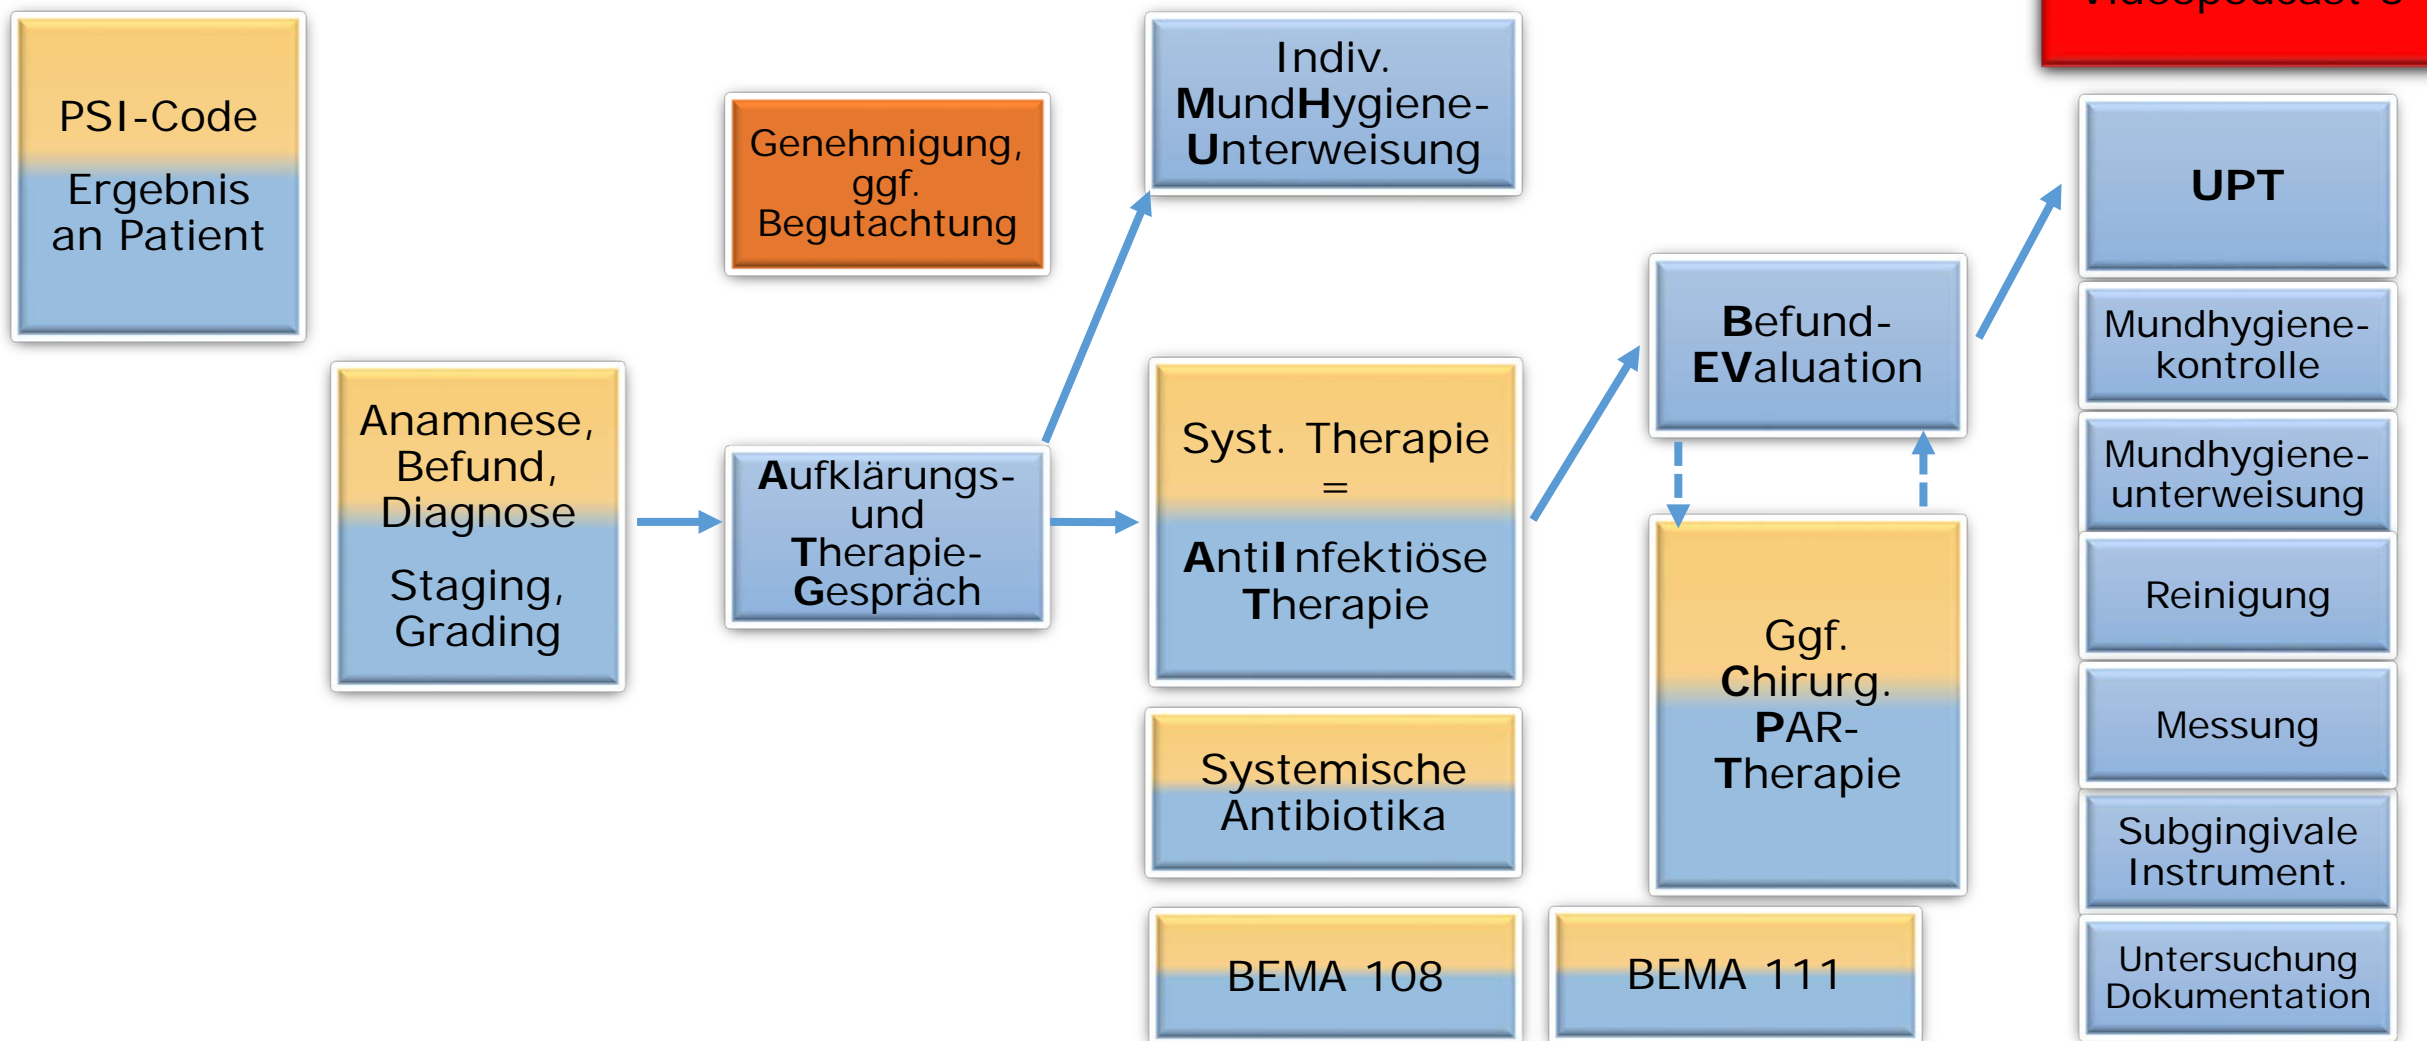 Videopodcast 3
PSI-Code
Ergebnis
an Patient
Anamnese,
Befund,
Diagnose
Staging,
Grading
Genehmigung,
ggf.
Begutachtung
Aufklärungs-
und
Therapie-
Gespräch
Indiv.
MundHygiene-
Unterweisung
Syst. Therapie
=
AntiInfektiöse
Therapie
Systemische
Antibiotika
BEMA 108
Befund-
EValuation
Ggf.
Chirurg.
PAR-
Therapie
BEMA 111
UPT
Mundhygiene-
kontrolle
Mundhygiene-
unterweisung
Reinigung
Messung
Subgingivale
Instrument.
Untersuchung
Dokumentation